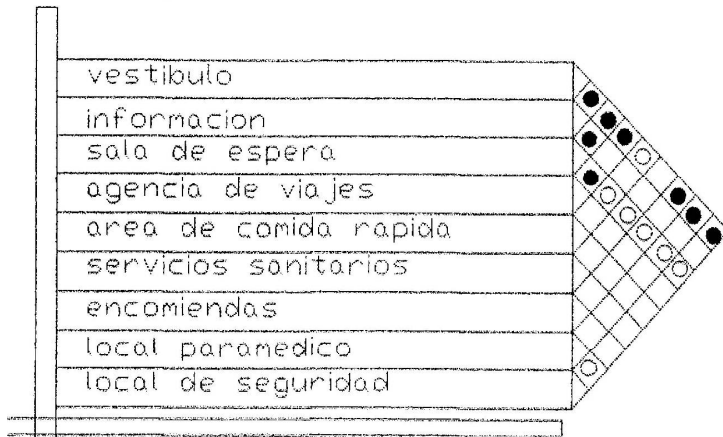 vestibulo
informacion
sala de espera
agencia de viajes
area de comida rapida
servicios sanitarios
encomiendas
local paramedico
local de seguridad